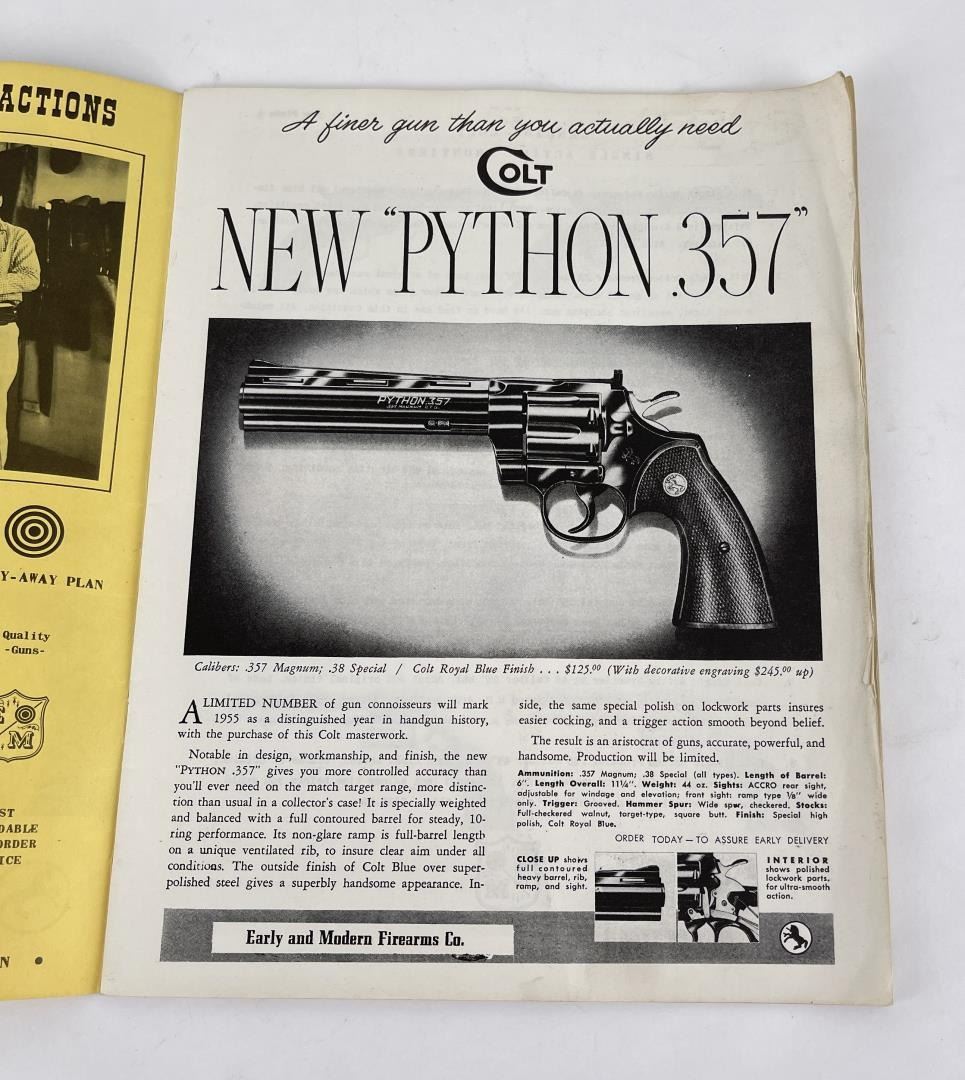 ACTIONS
Y-AWAY PLAN
Quality
-Guns-
M
ST
DABLE
ORDER
ICE
N •
A finer gun than you actually need
COLT
NEW "PYTHON .357"
PYTHON.357
Calibers: .357 Magnum; .38 Special / Colt Royal Blue Finish . . . $125.00 (With decorative engraving $245.00 up)
A LIMITED NUMBER of gun connoisseurs will mark
1955 as a distinguished year in handgun history,
with the purchase of this Colt masterwork.
Notable in design, workmanship, and finish, the new
"PYTHON .357" gives you more controlled accuracy than
you'll ever need on the match target range, more distinc-
tion than usual in a collector's case! It is specially weighted
and balanced with a full contoured barrel for steady, 10-
ring performance. Its non-glare ramp is full-barrel length
on a unique ventilated rib, to insure clear aim under all
conditions. The outside finish of Colt Blue over super-
polished steel gives a superbly handsome appearance. In-
side, the same special polish on lockwork parts insures
easier cocking, and a trigger action smooth beyond belief.
The result is an aristocrat of guns, accurate, powerful, and
handsome. Production will be limited.
Ammunition: .357 Magnum; .38 Special (all types). Length of Barrel:
6". Length Overall: 11¼". Weight: 44 oz. Sights: ACCRO rear sight,
adjustable for windage and elevation; front sight: ramp type ⅛" wide
only. Trigger: Grooved. Hammer Spur: Wide spur, checkered. Stocks:
Full-checkered walnut, target-type, square butt. Finish: Special high
polish, Colt Royal Blue.
ORDER TODAY — TO ASSURE EARLY DELIVERY
CLOSE UP shows
full contoured
heavy barrel, rib,
ramp, and sight.
INTERIOR
shows polished
lockwork parts,
for ultra-smooth
action.
Early and Modern Firearms Co.